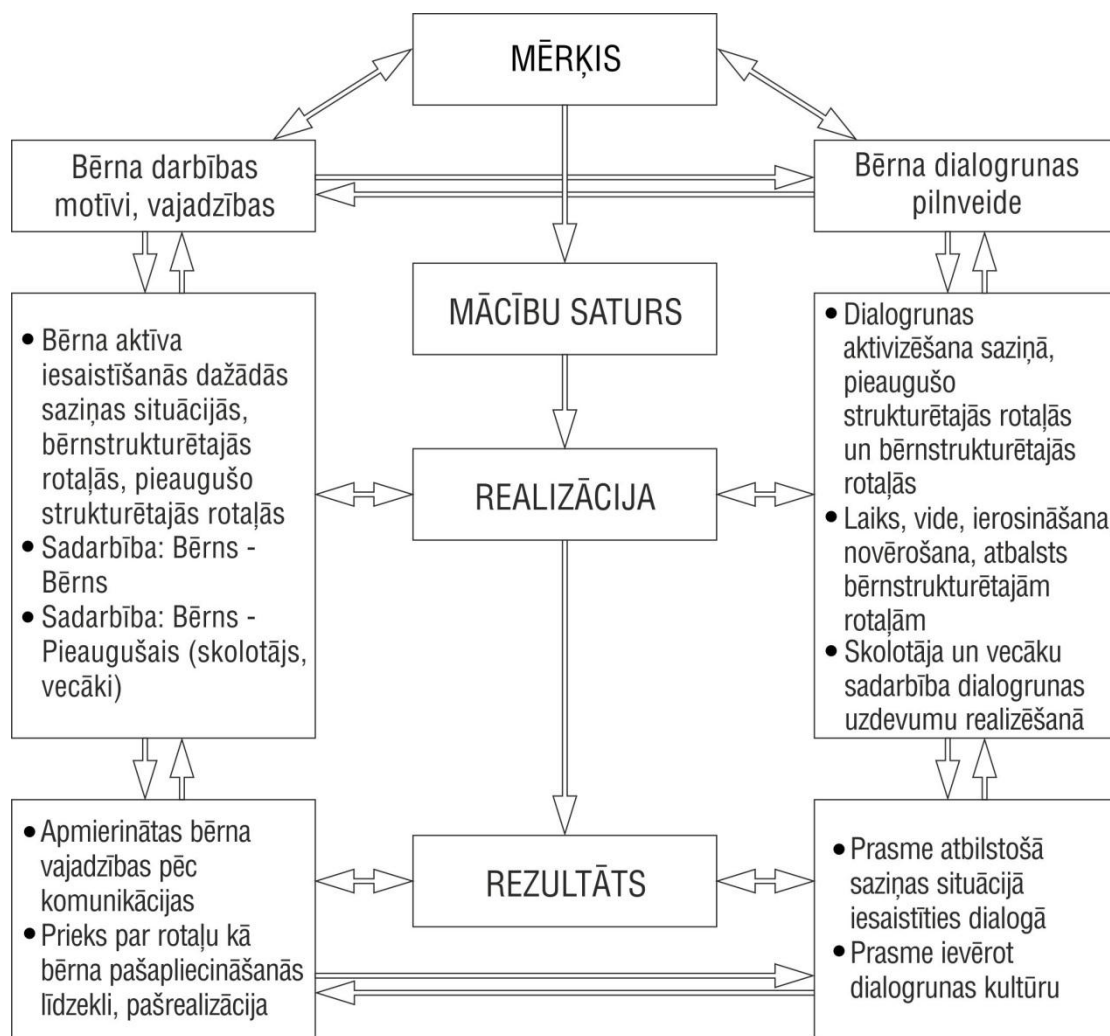 MĒRĶIS
Bērna darbības
motīvi, vajadzības
Bērna dialogrunas
pilnveide
MĀCĪBU SATURS
• Bērna aktīva
iesaistīšanās dažādās
saziņas situācijās,
bērnstrukturētajās
rotaļās, pieaugušo
strukturētajās rotaļās
• Sadarbība: Bērns -
Bērns
• Sadarbība: Bērns -
Pieaugušais (skolotājs,
vecāki)
REALIZĀCIJA
• Dialogrunas
aktivizēšana saziņā,
pieaugušo
strukturētajās rotaļās
un bērnstrukturētajās
rotaļās
• Laiks, vide, ierosināšana
novērošana, atbalsts
bērnstrukturētajām
rotaļām
• Skolotāja un vecāku
sadarbība dialogrunas
uzdevumu realizēšanā
• Apmierinātas bērna
vajadzības pēc
komunikācijas
• Prieks par rotaļu kā
bērna pašapliecināšanās
līdzekli, pašrealizācija
REZULTĀTS
• Prasme atbilstošā
saziņas situācijā
iesaistīties dialogā
• Prasme ievērot
dialogrunas kultūru